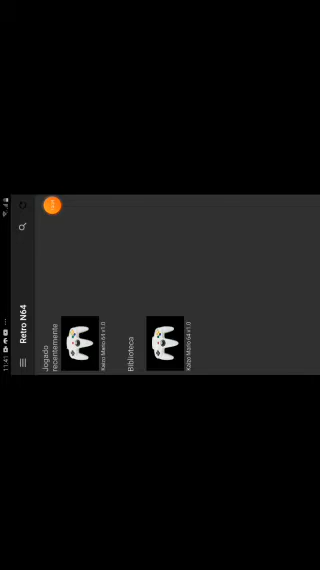 11:41
Retro N64
Jogado
recentemente
Kaizo Mario 64 v1.0
Biblioteca
Kaizo Mario 64 v1.0